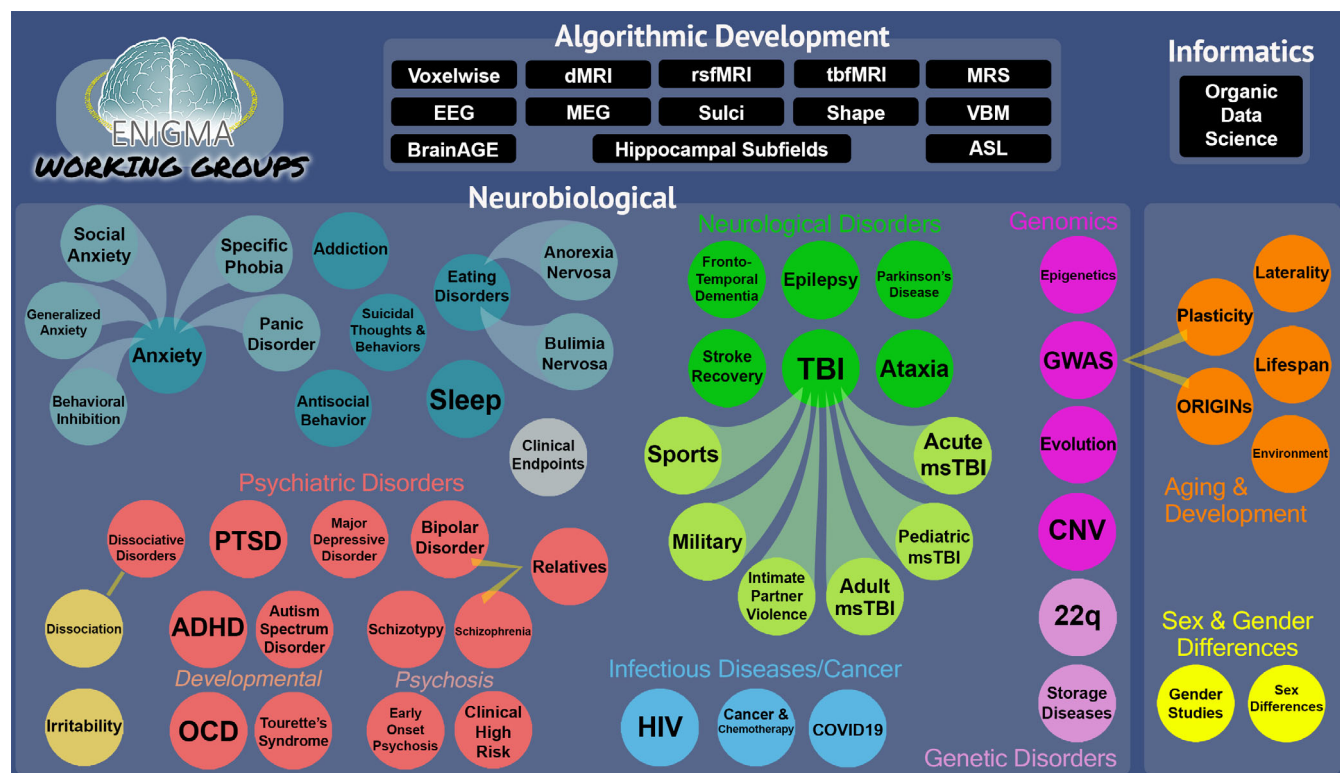 ENIGMA
WORKING GROUPS
Algorithmic Development
Voxelwise
dMRI
rsfMRI
tbfMRI
MRS
EEG
MEG
Sulci
Shape
VBM
BrainAGE
Hippocampal Subfields
ASL
Informatics
Organic
Data
Science
Neurobiological
Social
Anxiety
Specific
Phobia
Generalized
Anxiety
Panic
Disorder
Behavioral
Inhibition
Anxiety
Addiction
Suicidal
Thoughts &
Behaviors
Antisocial
Behavior
Eating
Disorders
Anorexia
Nervosa
Bulimia
Nervosa
Sleep
Clinical
Endpoints
Neurological Disorders
Fronto-
Temporal
Dementia
Epilepsy
Parkinson's
Disease
Stroke
Recovery
TBI
Ataxia
Sports
Acute
msTBI
Military
Pediatric
msTBI
Intimate
Partner
Violence
Adult
msTBI
Genomics
Epigenetics
GWAS
Evolution
CNV
22q
Storage
Diseases
Genetic Disorders
Laterality
Plasticity
Lifespan
ORIGINs
Environment
Aging &
Development
Psychiatric Disorders
Dissociative
Disorders
PTSD
Major
Depressive
Disorder
Bipolar
Disorder
Relatives
Dissociation
ADHD
Autism
Spectrum
Disorder
Schizotypy
Schizophrenia
Developmental
Psychosis
Irritability
OCD
Tourette's
Syndrome
Early
Onset
Psychosis
Clinical
High
Risk
Infectious Diseases/Cancer
HIV
Cancer &
Chemotherapy
COVID19
Sex & Gender
Differences
Gender
Studies
Sex
Differences